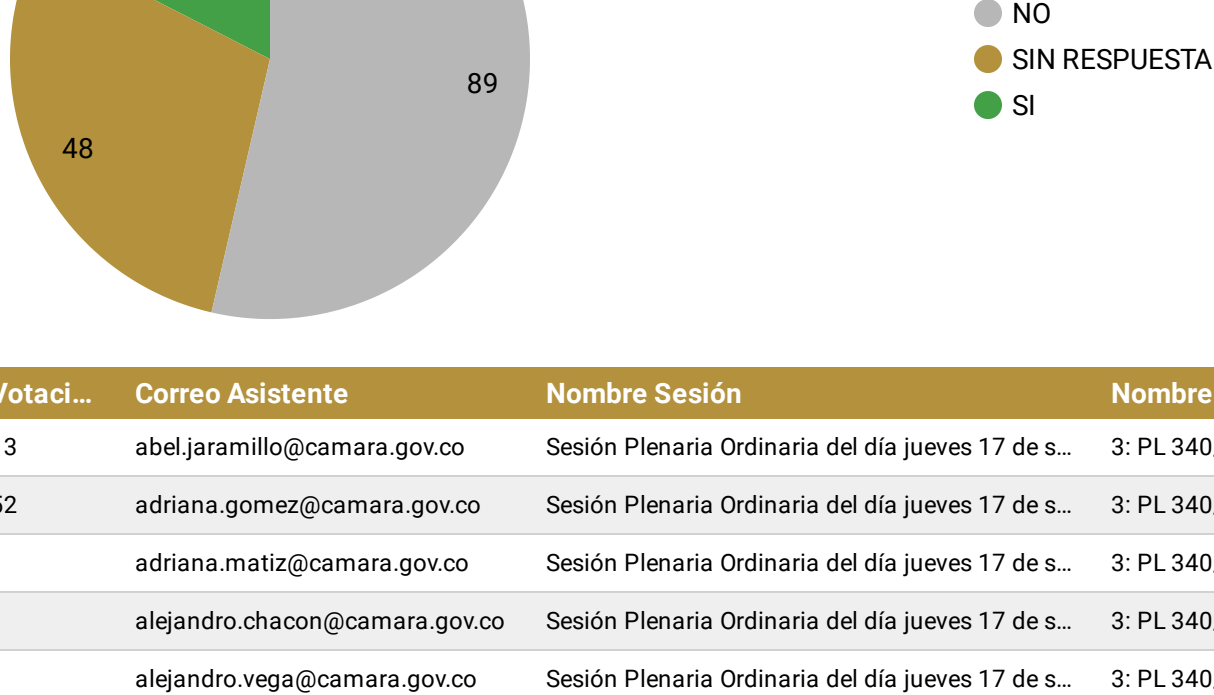 NO
SIN RESPUESTA
89
SI
48
Votaci... Correo Asistente Nombre Sesión Nombre
3 abel.jaramillo@camara.gov.co Sesión Plenaria Ordinaria del día jueves 17 de s... 3: PL 340,
52 adriana.gomez@camara.gov.co Sesión Plenaria Ordinaria del día jueves 17 de s... 3: PL 340,
adriana.matiz@camara.gov.co Sesión Plenaria Ordinaria del día jueves 17 de s... 3: PL 340,
alejandro.chacon@camara.gov.co Sesión Plenaria Ordinaria del día jueves 17 de s... 3: PL 340,
alejandro.vega@camara.gov.co Sesión Plenaria Ordinaria del día jueves 17 de s... 3: PL 340,